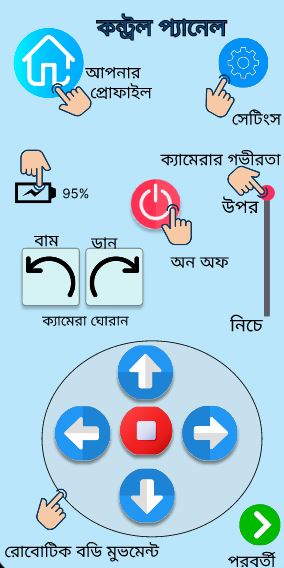 কন্ট্রল প্যানেল
আপনার
প্রোফাইল
সেটিংস
ক্যামেরার গভীরতা
95%
উপর
অন অফ
বাম
ডান
ক্যামেরা ঘোরান
নিচে
রোবোটিক বডি মুভমেন্ট
পরবর্তী